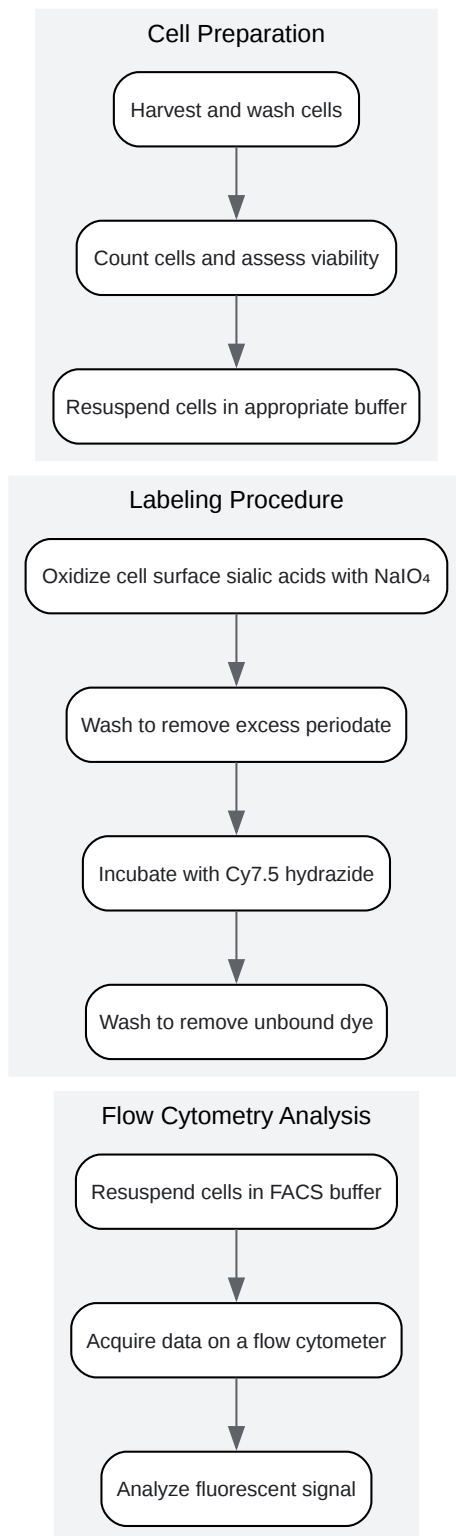 Cell Preparation
Harvest and wash cells
Count cells and assess viability
Resuspend cells in appropriate buffer
Labeling Procedure
Oxidize cell surface sialic acids with NaIO₄
Wash to remove excess periodate
Incubate with Cy7.5 hydrazide
Wash to remove unbound dye
Flow Cytometry Analysis
Resuspend cells in FACS buffer
Acquire data on a flow cytometer
Analyze fluorescent signal